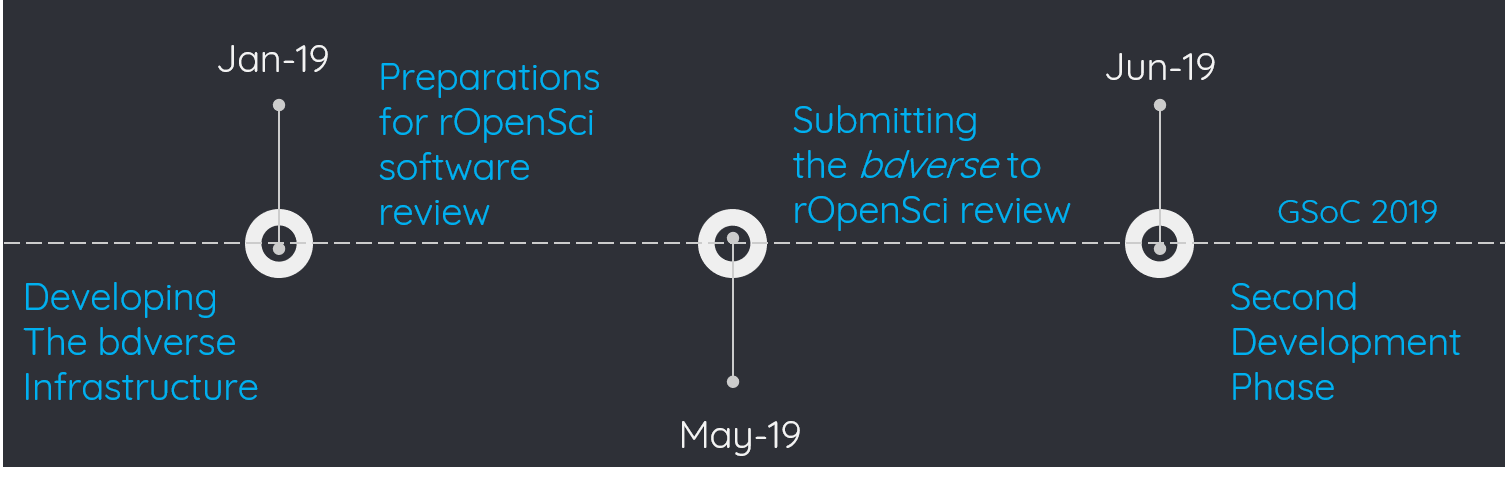 Jan-19
Preparations
for rOpenSci
software
review
Submitting
the bdverse to
rOpenSci review
Jun-19
GSoC 2019
Developing
The bdverse
Infrastructure
May-19
Second
Development
Phase